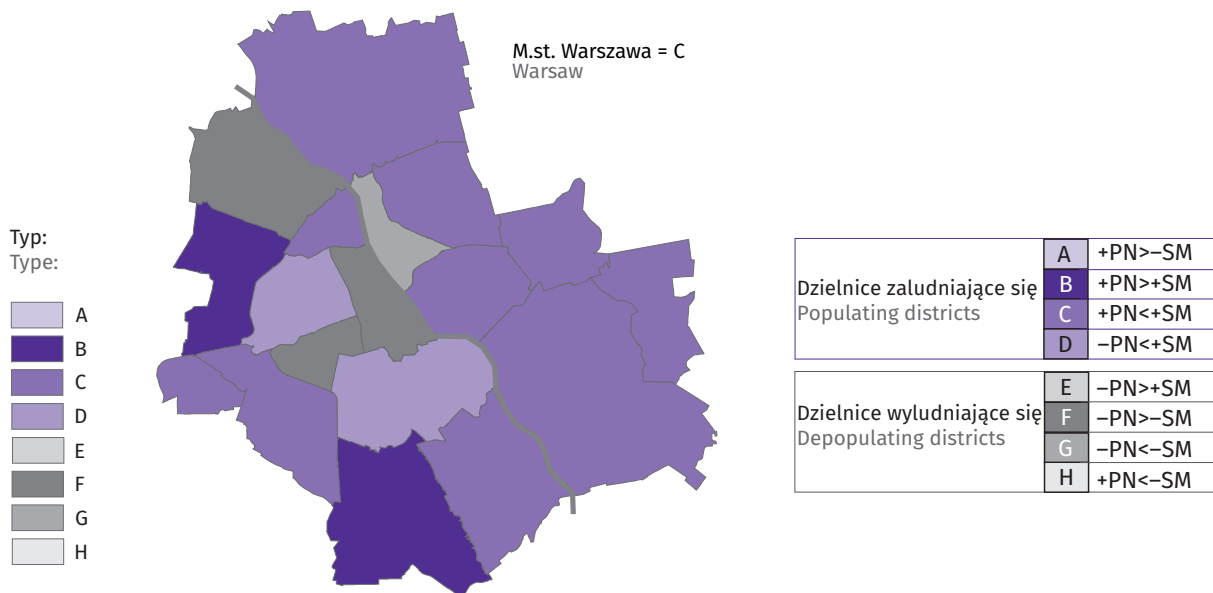 M.st. Warszawa = C
Warsaw
Typ:
Type:
A
B
C
D
E
F
G
H
Dzielnice zaludniające się
Populating districts
A +PN>–SM
B +PN>+SM
C +PN<+SM
D –PN<+SM
Dzielnice wyludniające się
Depopulating districts
E –PN>+SM
F –PN>–SM
G –PN<–SM
H +PN<–SM